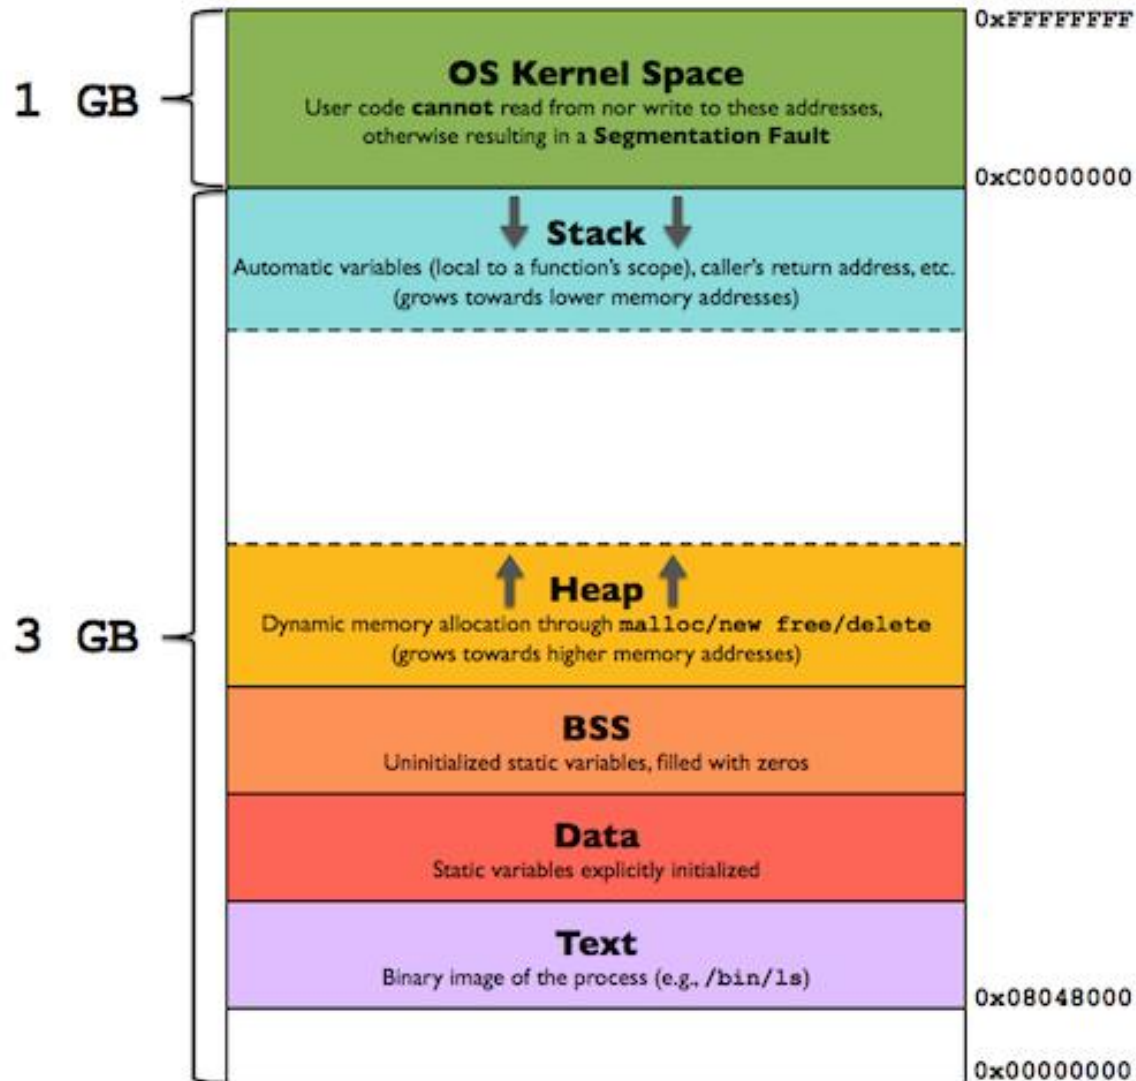 0xFFFFFFFF
1 GB
OS Kernel Space
User code cannot read from nor write to these addresses,
otherwise resulting in a Segmentation Fault
0xC0000000
Stack
Automatic variables (local to a function's scope), caller's return address, etc.
(grows towards lower memory addresses)
3 GB
Heap
Dynamic memory allocation through malloc/new free/delete
(grows towards higher memory addresses)
BSS
Uninitialized static variables, filled with zeros
Data
Static variables explicitly initialized
Text
Binary image of the process (e.g., /bin/ls)
0x08048000
0x00000000